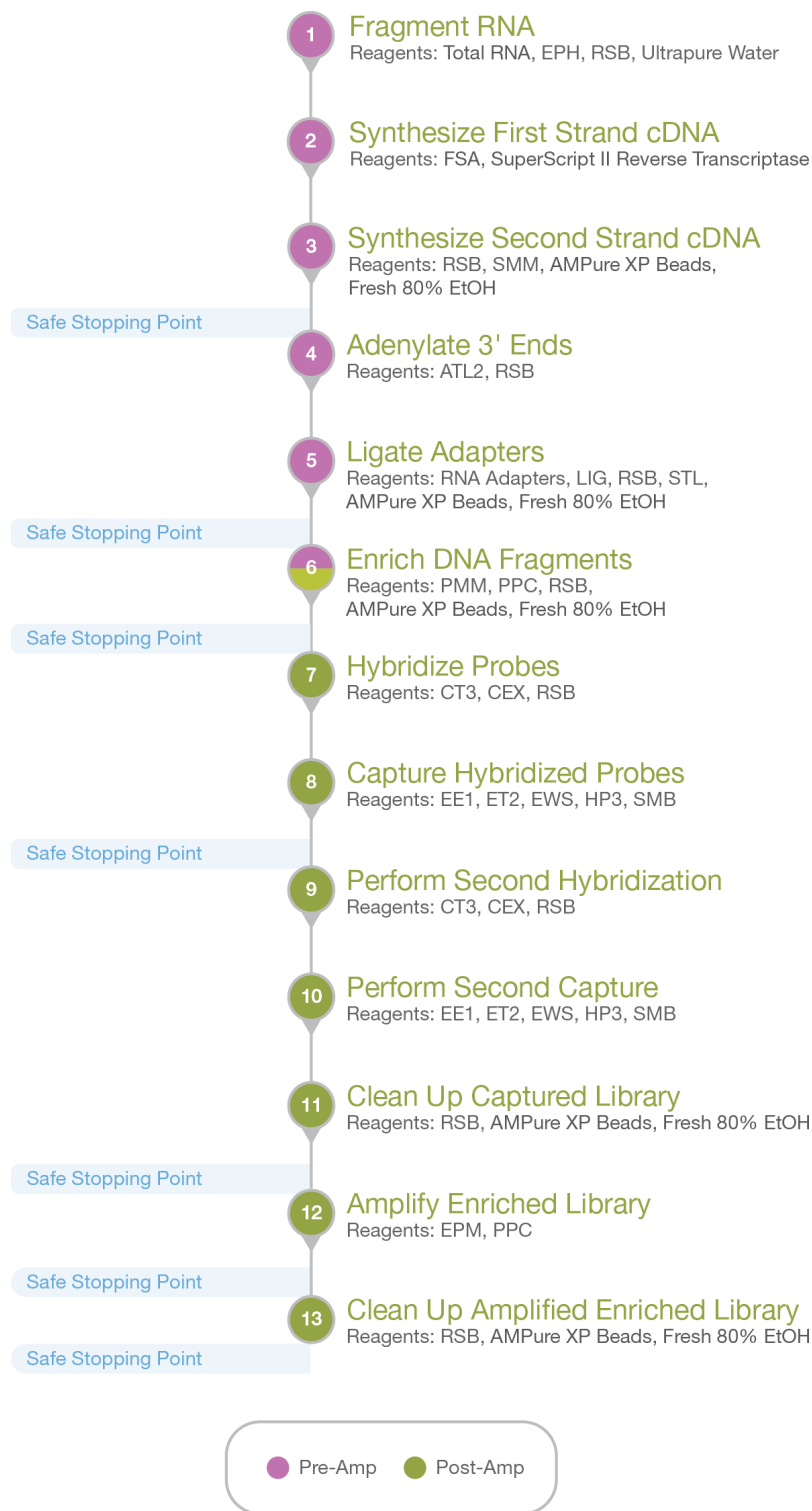 1
Fragment RNA
Reagents: Total RNA, EPH, RSB, Ultrapure Water
2
Synthesize First Strand cDNA
Reagents: FSA, SuperScript II Reverse Transcriptase
3
Synthesize Second Strand cDNA
Reagents: RSB, SMM, AMPure XP Beads,
Fresh 80% EtOH
Safe Stopping Point
4
Adenylate 3' Ends
Reagents: ATL2, RSB
5
Ligate Adapters
Reagents: RNA Adapters, LIG, RSB, STL,
AMPure XP Beads, Fresh 80% EtOH
Safe Stopping Point
6
Enrich DNA Fragments
Reagents: PMM, PPC, RSB,
AMPure XP Beads, Fresh 80% EtOH
Safe Stopping Point
7
Hybridize Probes
Reagents: CT3, CEX, RSB
8
Capture Hybridized Probes
Reagents: EE1, ET2, EWS, HP3, SMB
Safe Stopping Point
9
Perform Second Hybridization
Reagents: CT3, CEX, RSB
10
Perform Second Capture
Reagents: EE1, ET2, EWS, HP3, SMB
11
Clean Up Captured Library
Reagents: RSB, AMPure XP Beads, Fresh 80% EtOH
Safe Stopping Point
12
Amplify Enriched Library
Reagents: EPM, PPC
Safe Stopping Point
13
Clean Up Amplified Enriched Library
Reagents: RSB, AMPure XP Beads, Fresh 80% EtOH
Safe Stopping Point
Pre-Amp
Post-Amp